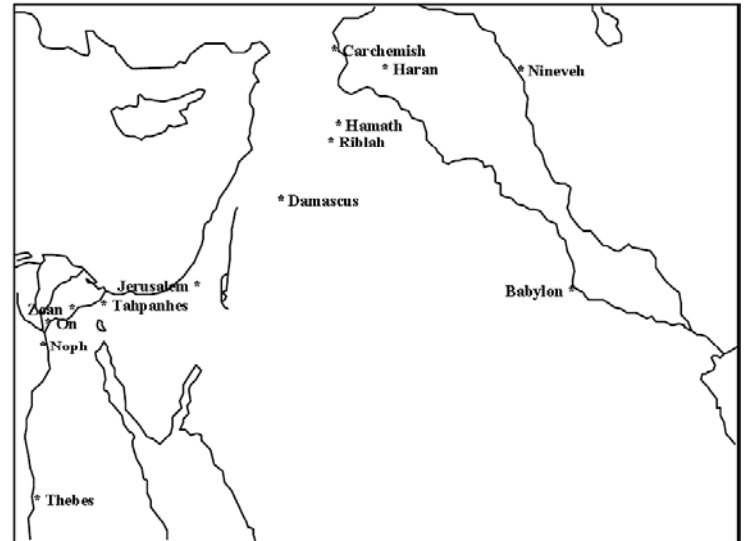 * Carchemish
* Haran
* Nineveh
* Hamath
* Riblah
* Damascus
Jerusalem *
Babylon *
Zoan *
* Tahpanhes
* On
* Noph
* Thebes